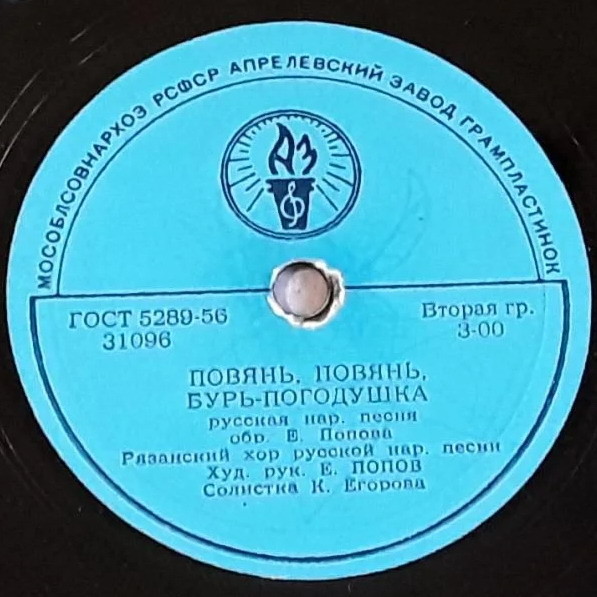 МОСОБЛСОВНАРХОЗ РСФСР АПРЕЛЕВСКИЙ ЗАВОД ГРАМПЛАСТИНОК
АЗ
ГОСТ 5289-56
31096
Вторая гр.
3-00
ПОВЯНЬ, ПОВЯНЬ,
БУРЬ-ПОГОДУШКА
русская нар. песня
обр. Е. Попова
Рязанский хор русской нар. песни
Худ. рук. Е. ПОПОВ
Солистка К. Егорова